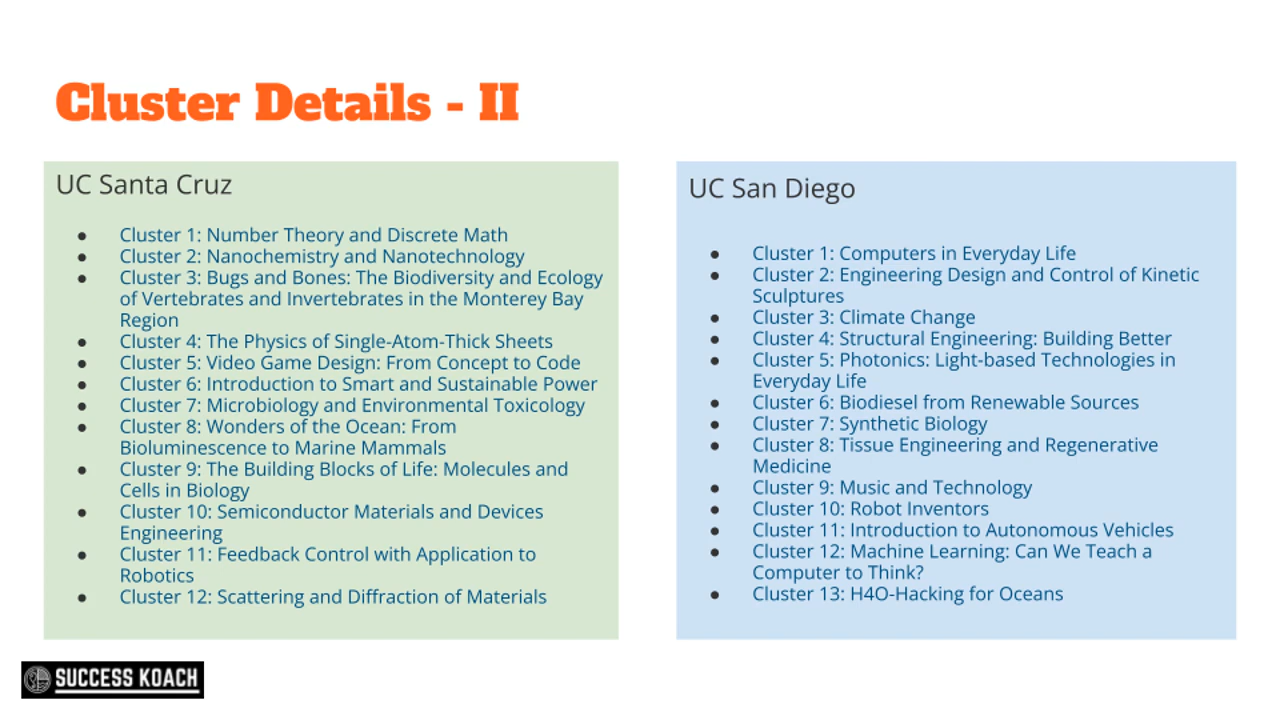 Cluster Details - II
UC Santa Cruz
● Cluster 1: Number Theory and Discrete Math
● Cluster 2: Nanochemistry and Nanotechnology
● Cluster 3: Bugs and Bones: The Biodiversity and Ecology
of Vertebrates and Invertebrates in the Monterey Bay
Region
● Cluster 4: The Physics of Single-Atom-Thick Sheets
● Cluster 5: Video Game Design: From Concept to Code
● Cluster 6: Introduction to Smart and Sustainable Power
● Cluster 7: Microbiology and Environmental Toxicology
● Cluster 8: Wonders of the Ocean: From
Bioluminescence to Marine Mammals
● Cluster 9: The Building Blocks of Life: Molecules and
Cells in Biology
● Cluster 10: Semiconductor Materials and Devices
Engineering
● Cluster 11: Feedback Control with Application to
Robotics
● Cluster 12: Scattering and Diffraction of Materials
UC San Diego
● Cluster 1: Computers in Everyday Life
● Cluster 2: Engineering Design and Control of Kinetic
Sculptures
● Cluster 3: Climate Change
● Cluster 4: Structural Engineering: Building Better
● Cluster 5: Photonics: Light-based Technologies in
Everyday Life
● Cluster 6: Biodiesel from Renewable Sources
● Cluster 7: Synthetic Biology
● Cluster 8: Tissue Engineering and Regenerative
Medicine
● Cluster 9: Music and Technology
● Cluster 10: Robot Inventors
● Cluster 11: Introduction to Autonomous Vehicles
● Cluster 12: Machine Learning: Can We Teach a
Computer to Think?
● Cluster 13: H4O-Hacking for Oceans
SUCCESS KOACH